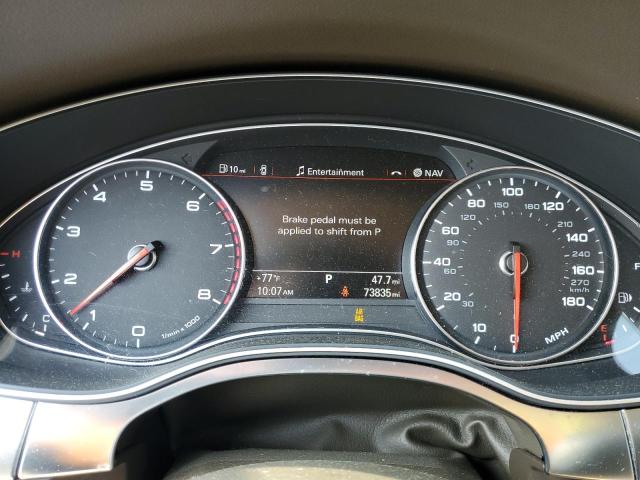 10 mi
Entertainment
NAV
Brake pedal must be
applied to shift from P
+77°F
P
47.7 mi
10:07 AM
73835 mi
AIR
BAG
0
1
2
3
4
5
6
7
8
1/min x 1000
H
0
10
20
40
60
80
100
120
140
160
180
MPH
30
60
90
150
180
210
240
270
km/h
E